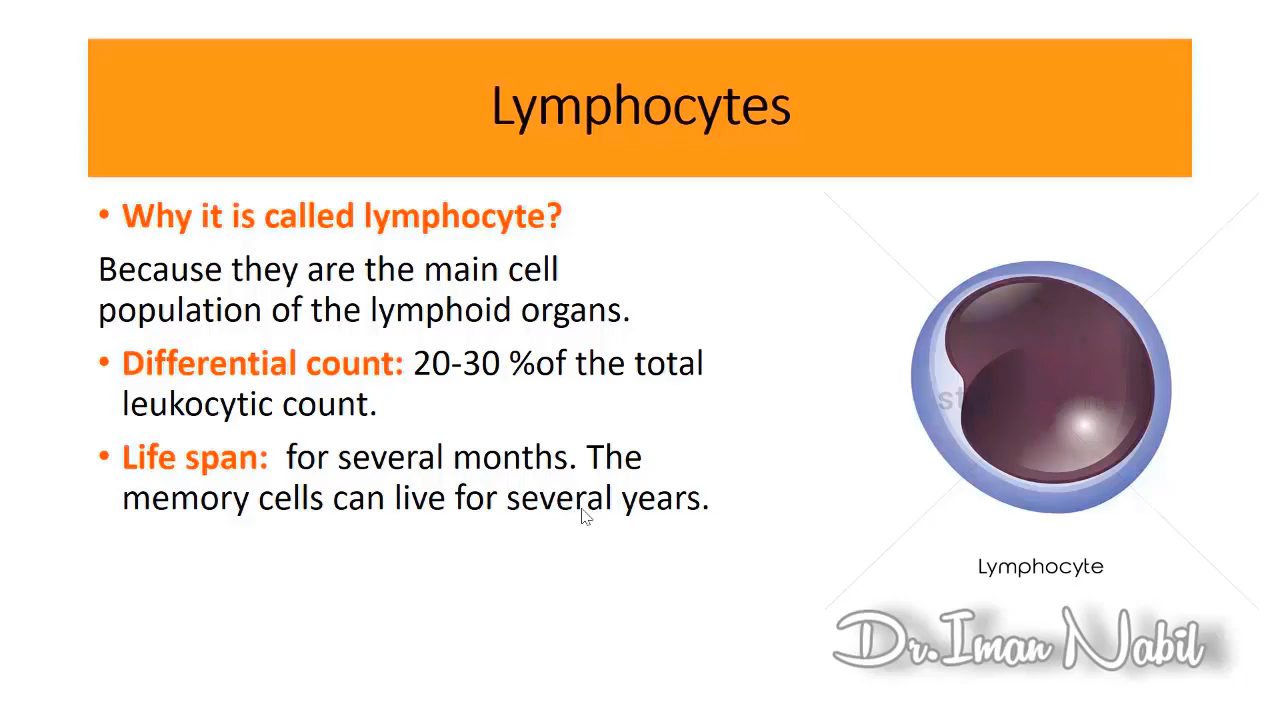 Lymphocytes
• Why it is called lymphocyte?
Because they are the main cell
population of the lymphoid organs.
• Differential count: 20-30 %of the total
leukocytic count.
• Life span:  for several months. The
memory cells can live for several years.
Lymphocyte
Dr.Iman Nabil